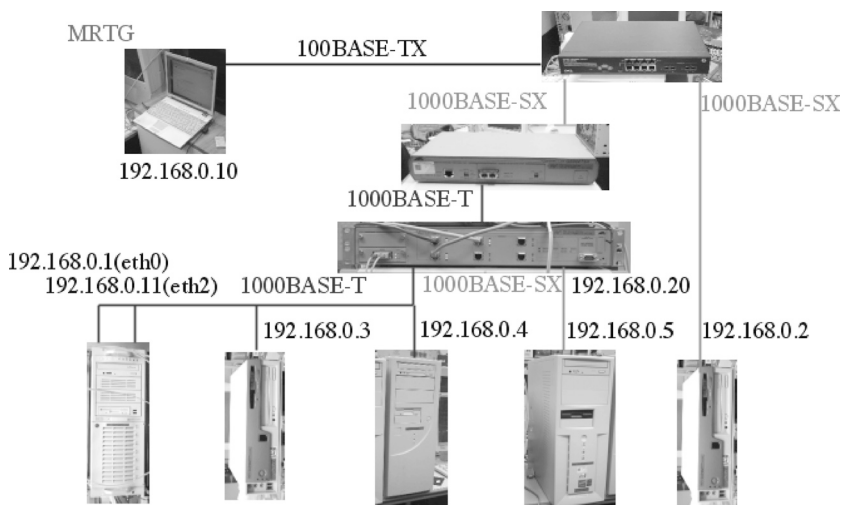 MRTG
100BASE-TX
1000BASE-SX
1000BASE-SX
192.168.0.10
1000BASE-T
192.168.0.1(eth0)
192.168.0.11(eth2)
1000BASE-T
1000BASE-SX
192.168.0.20
192.168.0.3
192.168.0.4
192.168.0.5
192.168.0.2